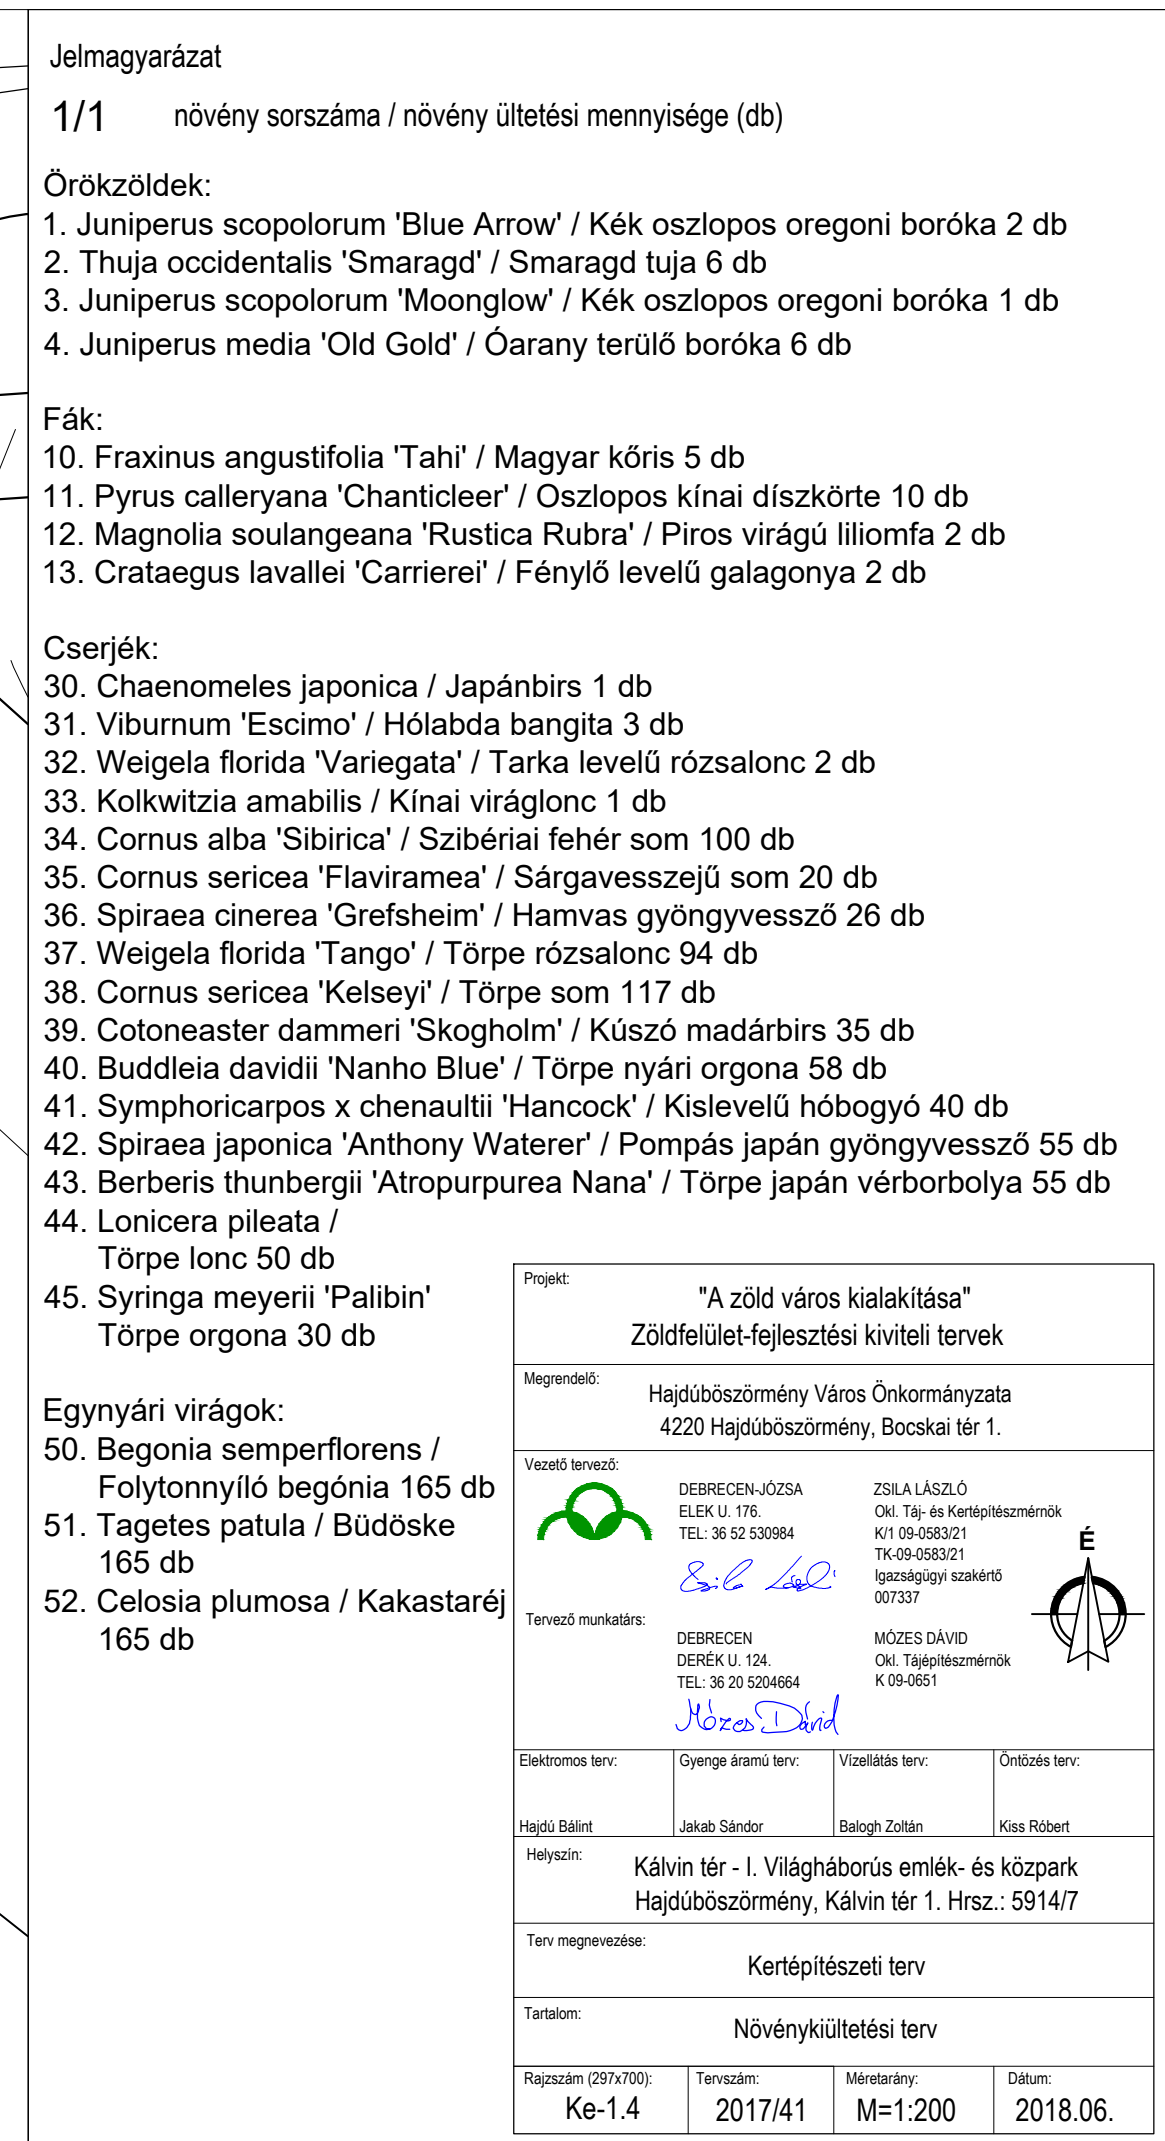 Jelmagyarázat
1/1 növény sorszáma / növény ültetési mennyisége (db)
Örökzöldek:
1. Juniperus scopolorum 'Blue Arrow' / Kék oszlopos oregoni boróka 2 db
2. Thuja occidentalis 'Smaragd' / Smaragd tuja 6 db
3. Juniperus scopolorum 'Moonglow' / Kék oszlopos oregoni boróka 1 db
4. Juniperus media 'Old Gold' / Óarany terülő boróka 6 db
Fák:
10. Fraxinus angustifolia 'Tahi' / Magyar kőris 5 db
11. Pyrus calleryana 'Chanticleer' / Oszlopos kínai díszkörte 10 db
12. Magnolia soulangeana 'Rustica Rubra' / Piros virágú liliomfa 2 db
13. Crataegus lavallei 'Carrierei' / Fénylő levelű galagonya 2 db
Cserjék:
30. Chaenomeles japonica / Japánbirs 1 db
31. Viburnum 'Escimo' / Hólabda bangita 3 db
32. Weigela florida 'Variegata' / Tarka levelű rózsalonc 2 db
33. Kolkwitzia amabilis / Kínai viráglonc 1 db
34. Cornus alba 'Sibirica' / Szibériai fehér som 100 db
35. Cornus sericea 'Flaviramea' / Sárgavesszejű som 20 db
36. Spiraea cinerea 'Grefsheim' / Hamvas gyöngyvessző 26 db
37. Weigela florida 'Tango' / Törpe rózsalonc 94 db
38. Cornus sericea 'Kelseyi' / Törpe som 117 db
39. Cotoneaster dammeri 'Skogholm' / Kúszó madárbirs 35 db
40. Buddleia davidii 'Nanho Blue' / Törpe nyári orgona 58 db
41. Symphoricarpos x chenaultii 'Hancock' / Kislevelű hóbogyó 40 db
42. Spiraea japonica 'Anthony Waterer' / Pompás japán gyöngyvessző 55 db
43. Berberis thunbergii 'Atropurpurea Nana' / Törpe japán vérborbolya 55 db
44. Lonicera pileata /
Törpe lonc 50 db
45. Syringa meyerii 'Palibin'
Törpe orgona 30 db
Egynyári virágok:
50. Begonia semperflorens /
Folytonnyíló begónia 165 db
51. Tagetes patula / Büdöske
165 db
52. Celosia plumosa / Kakastaréj
165 db
Projekt:
"A zöld város kialakítása"
Zöldfelület-fejlesztési kiviteli tervek
Megrendelő:
Hajdúböszörmény Város Önkormányzata
4220 Hajdúböszörmény, Bocskai tér 1.
Vezető tervező:
DEBRECEN-JÓZSA
ELEK U. 176.
TEL: 36 52 530984
Zsila László
ZSILA LÁSZLÓ
Okl. Táj- és Kertépítészmérnök
K/1 09-0583/21
TK-09-0583/21
Igazságügyi szakértő
007337
É
Tervező munkatárs:
DEBRECEN
DERÉK U. 124.
TEL: 36 20 5204664
Mózes Dávid
MÓZES DÁVID
Okl. Tájépítészmérnök
K 09-0651
Elektromos terv: Gyenge áramú terv: Vízellátás terv: Öntözés terv:
Hajdú Bálint Jakab Sándor Balogh Zoltán Kiss Róbert
Helyszín:
Kálvin tér - I. Világháborús emlék- és közpark
Hajdúböszörmény, Kálvin tér 1. Hrsz.: 5914/7
Terv megnevezése:
Kertépítészeti terv
Tartalom:
Növénykiültetési terv
Rajzszám (297x700): Tervszám: Méretarány: Dátum:
Ke-1.4 2017/41 M=1:200 2018.06.